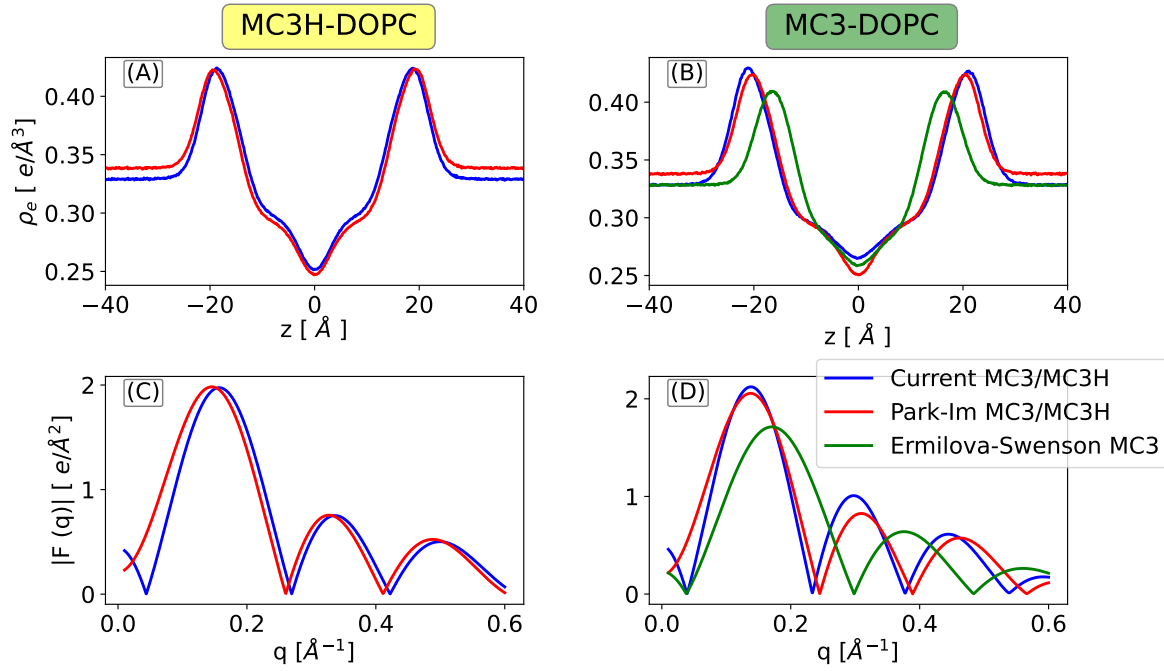 MC3H-DOPC
MC3-DOPC
(A)
(B)
ρe [ e/Å³]
0.40
0.35
0.30
0.25
−40
−20
0
20
40
z [ Å ]
0.40
0.35
0.30
0.25
−40
−20
0
20
40
z [ Å ]
(C)
(D)
|F (q)| [ e/Å²]
2
1
0
0.0
0.2
0.4
0.6
q [Å⁻¹]
2
1
0
0.0
0.2
0.4
0.6
q [Å⁻¹]
Current MC3/MC3H
Park-Im MC3/MC3H
Ermilova-Swenson MC3